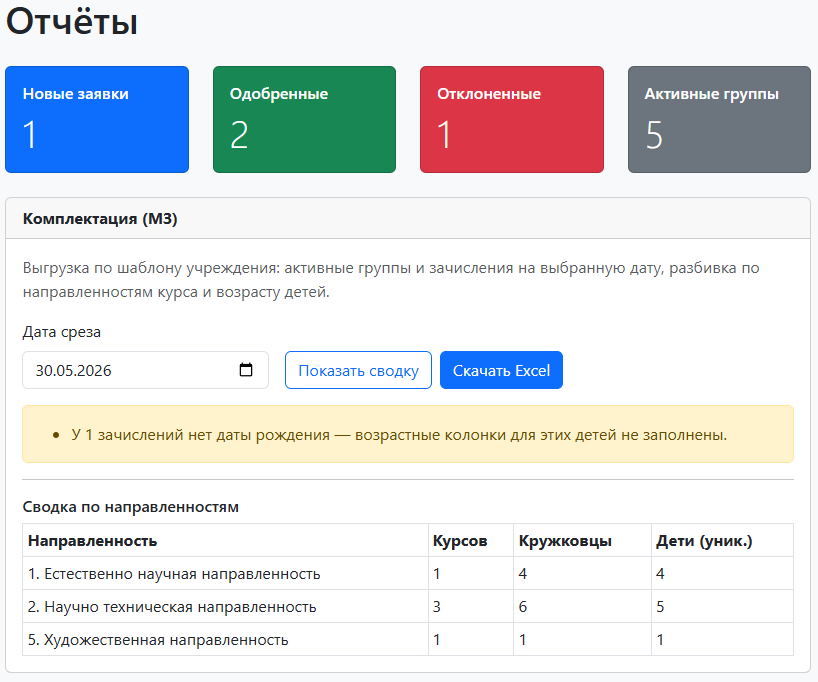 Отчёты
Новые заявки
1
Одобренные
2
Отклоненные
1
Активные группы
5
Комплектация (М3)
Выгрузка по шаблону учреждения: активные группы и зачисления на выбранную дату, разбивка по
направленностям курса и возрасту детей.
Дата среза
30.05.2026
Показать сводку
Скачать Excel
• У 1 зачислений нет даты рождения — возрастные колонки для этих детей не заполнены.
Сводка по направленностям
Направленность Курсов Кружковцы Дети (уник.)
1. Естественно научная направленность 1 4 4
2. Научно техническая направленность 3 6 5
5. Художественная направленность 1 1 1